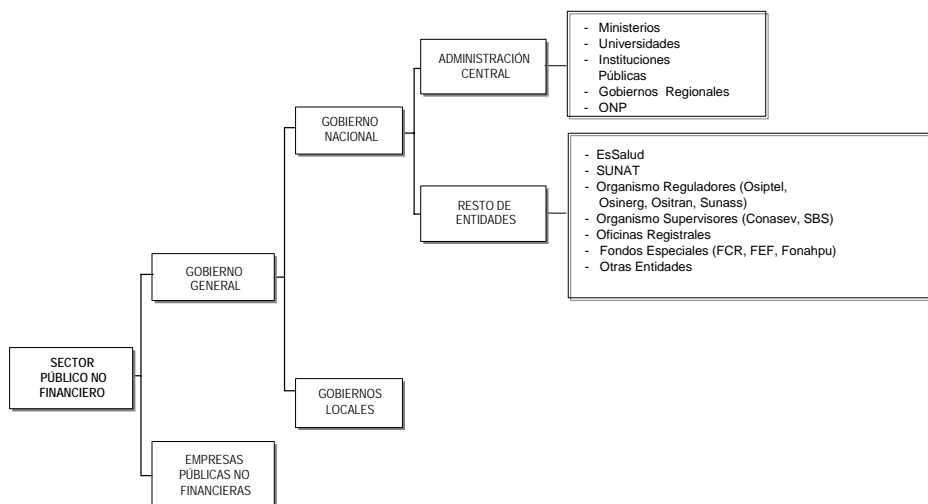 ADMINISTRACIÓN
CENTRAL
- Ministerios
- Universidades
- Instituciones
Públicas
- Gobiernos Regionales
- ONP
GOBIERNO
NACIONAL
RESTO DE
ENTIDADES
- EsSalud
- SUNAT
- Organismo Reguladores (Osiptel,
Osinerg, Ositran, Sunass)
- Organismo Supervisores (Conasev, SBS)
- Oficinas Registrales
- Fondos Especiales (FCR, FEF, Fonahpu)
- Otras Entidades
GOBIERNO
GENERAL
SECTOR
PÚBLICO NO
FINANCIERO
GOBIERNOS
LOCALES
EMPRESAS
PÚBLICAS NO
FINANCIERAS